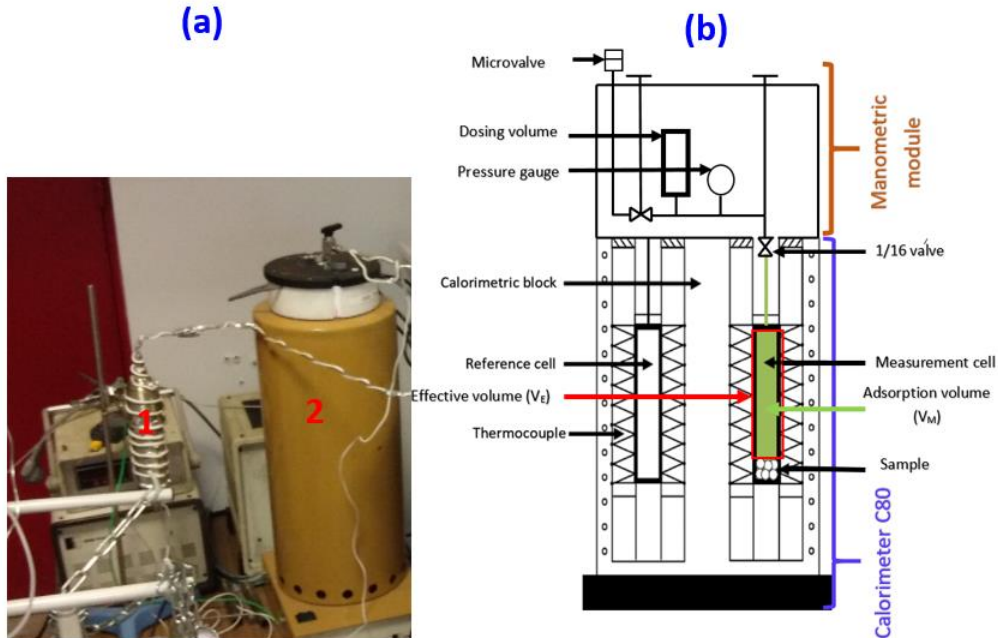 (a)
(b)
1
2
Microvalve
Dosing volume
Pressure gauge
Calorimetric block
Reference cell
Effective volume (VE)
Thermocouple
Manometric
module
1/16 valve
Measurement cell
Adsorption volume
(VM)
Sample
Calorimeter C80